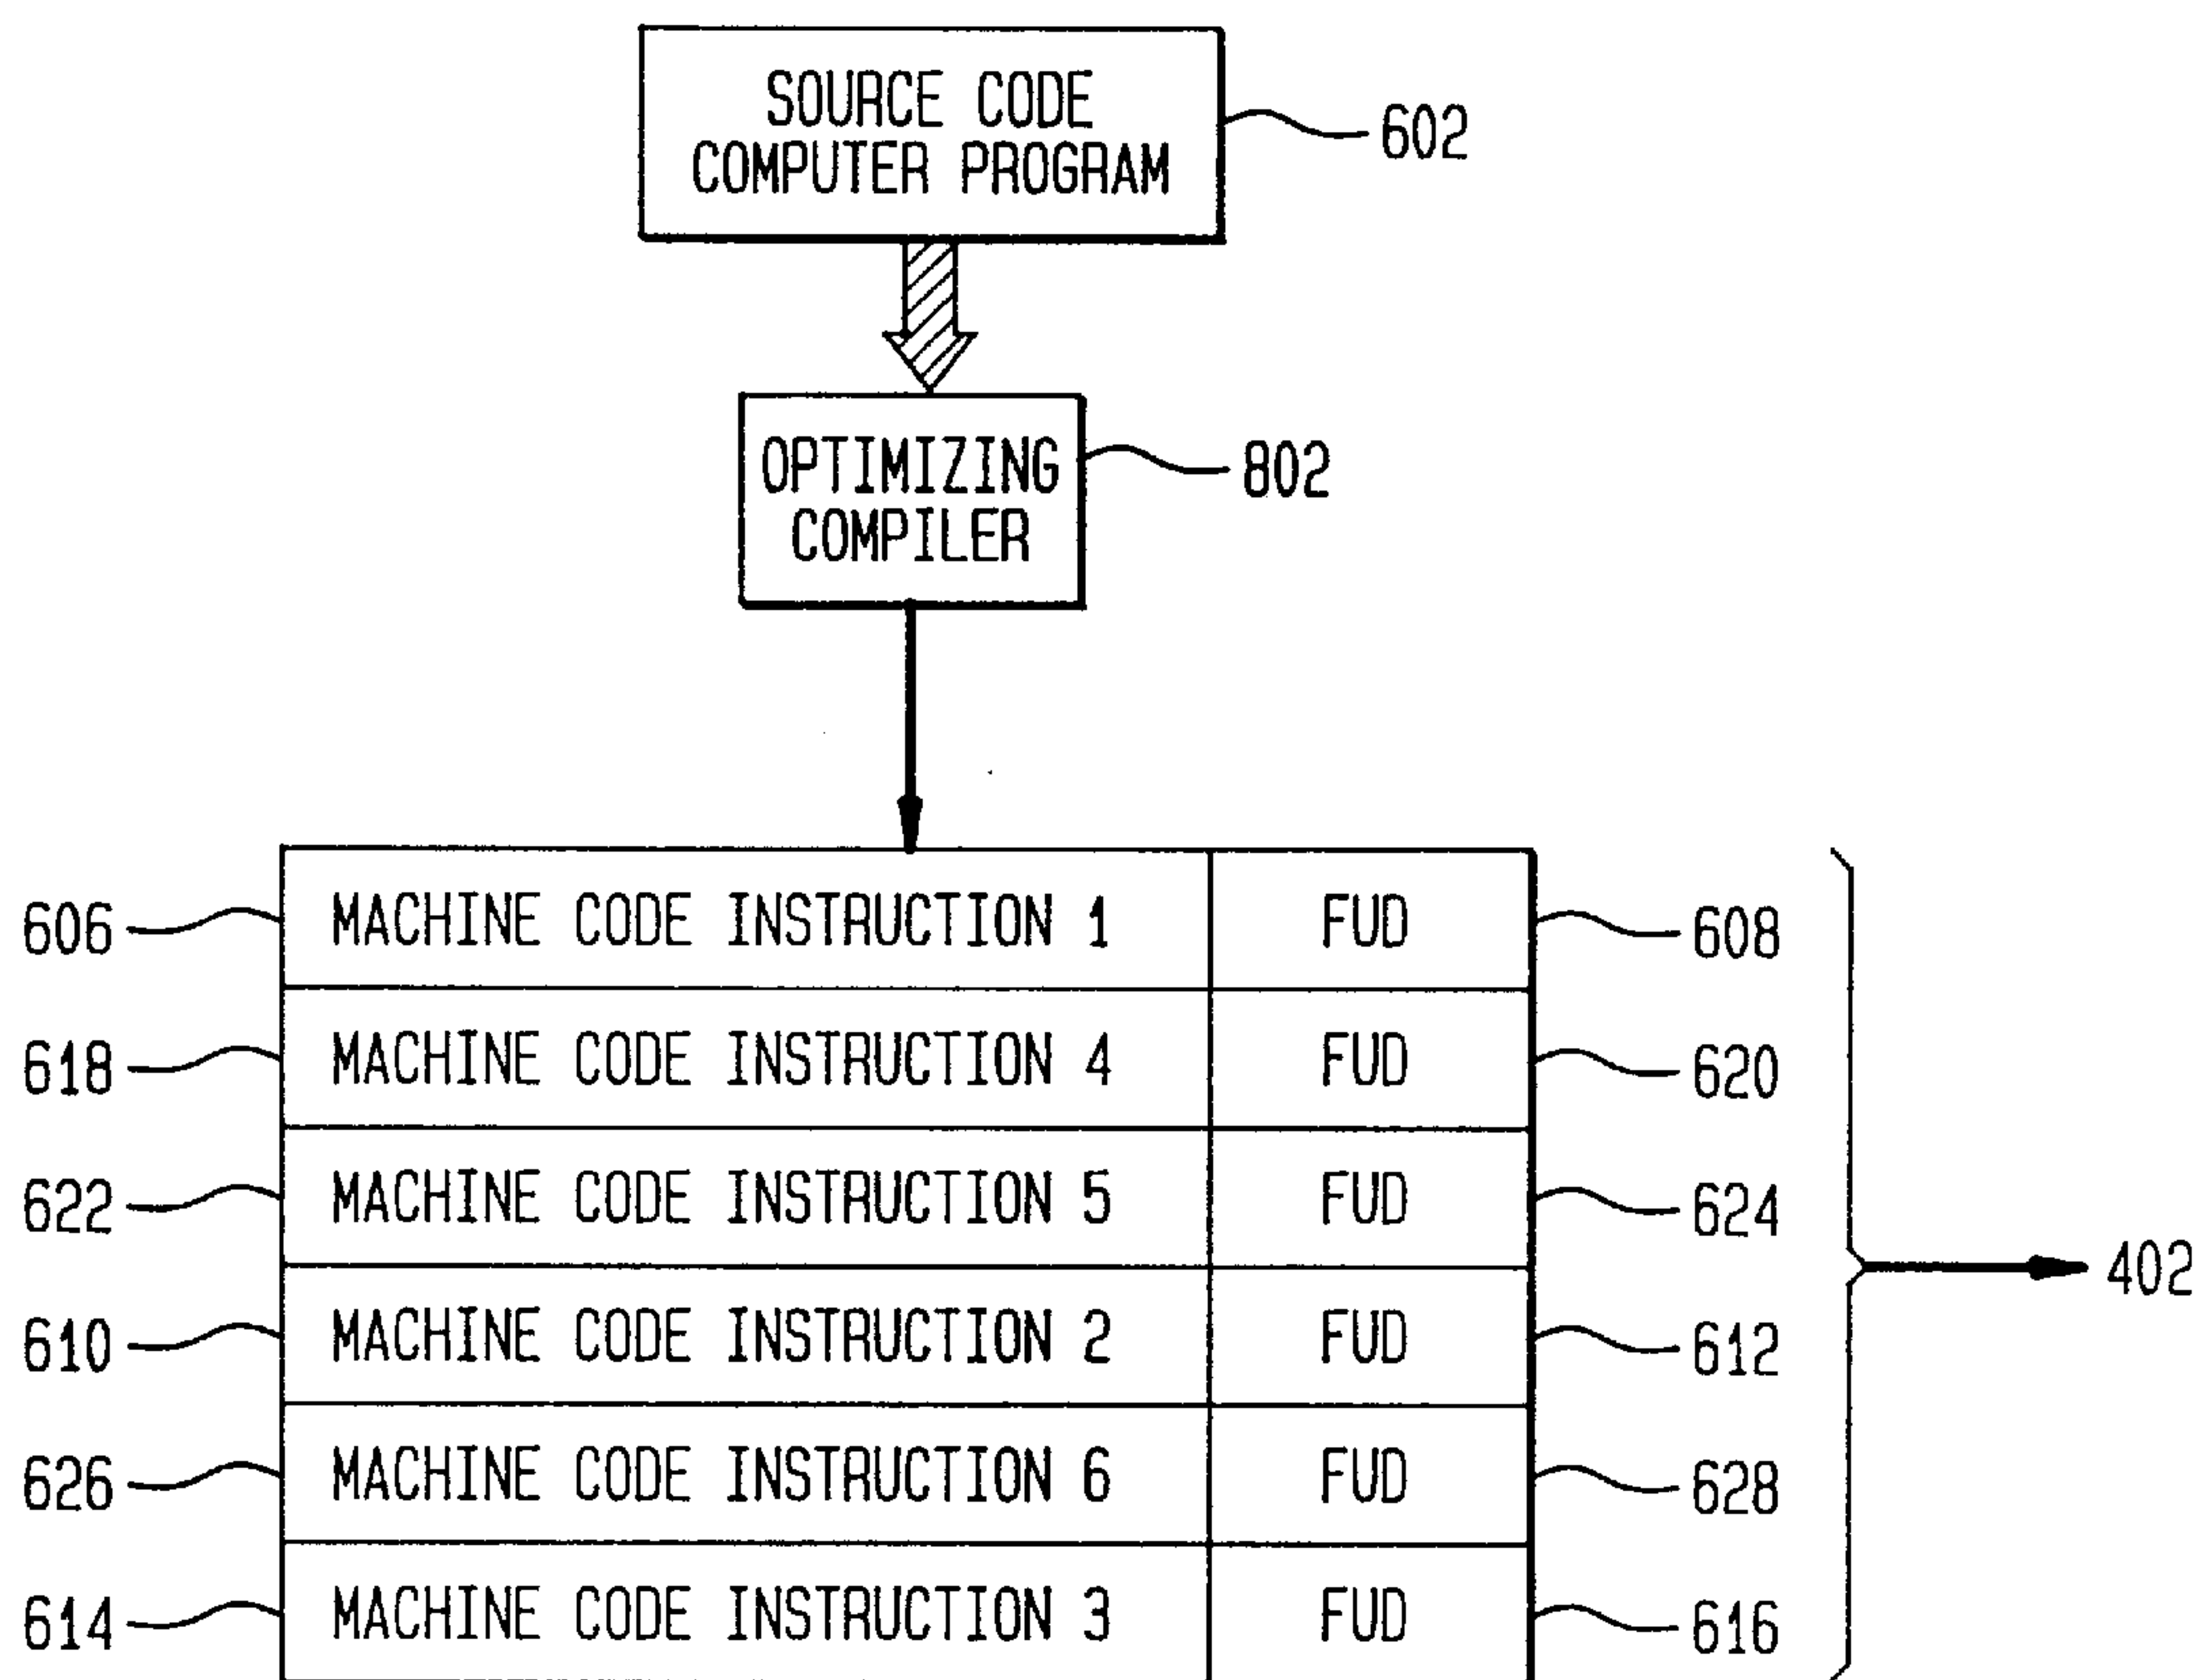 SOURCE CODE
COMPUTER PROGRAM
602
OPTIMIZING
COMPILER
802
606 MACHINE CODE INSTRUCTION 1 FUD 608
618 MACHINE CODE INSTRUCTION 4 FUD 620
622 MACHINE CODE INSTRUCTION 5 FUD 624
402
610 MACHINE CODE INSTRUCTION 2 FUD 612
626 MACHINE CODE INSTRUCTION 6 FUD 628
614 MACHINE CODE INSTRUCTION 3 FUD 616